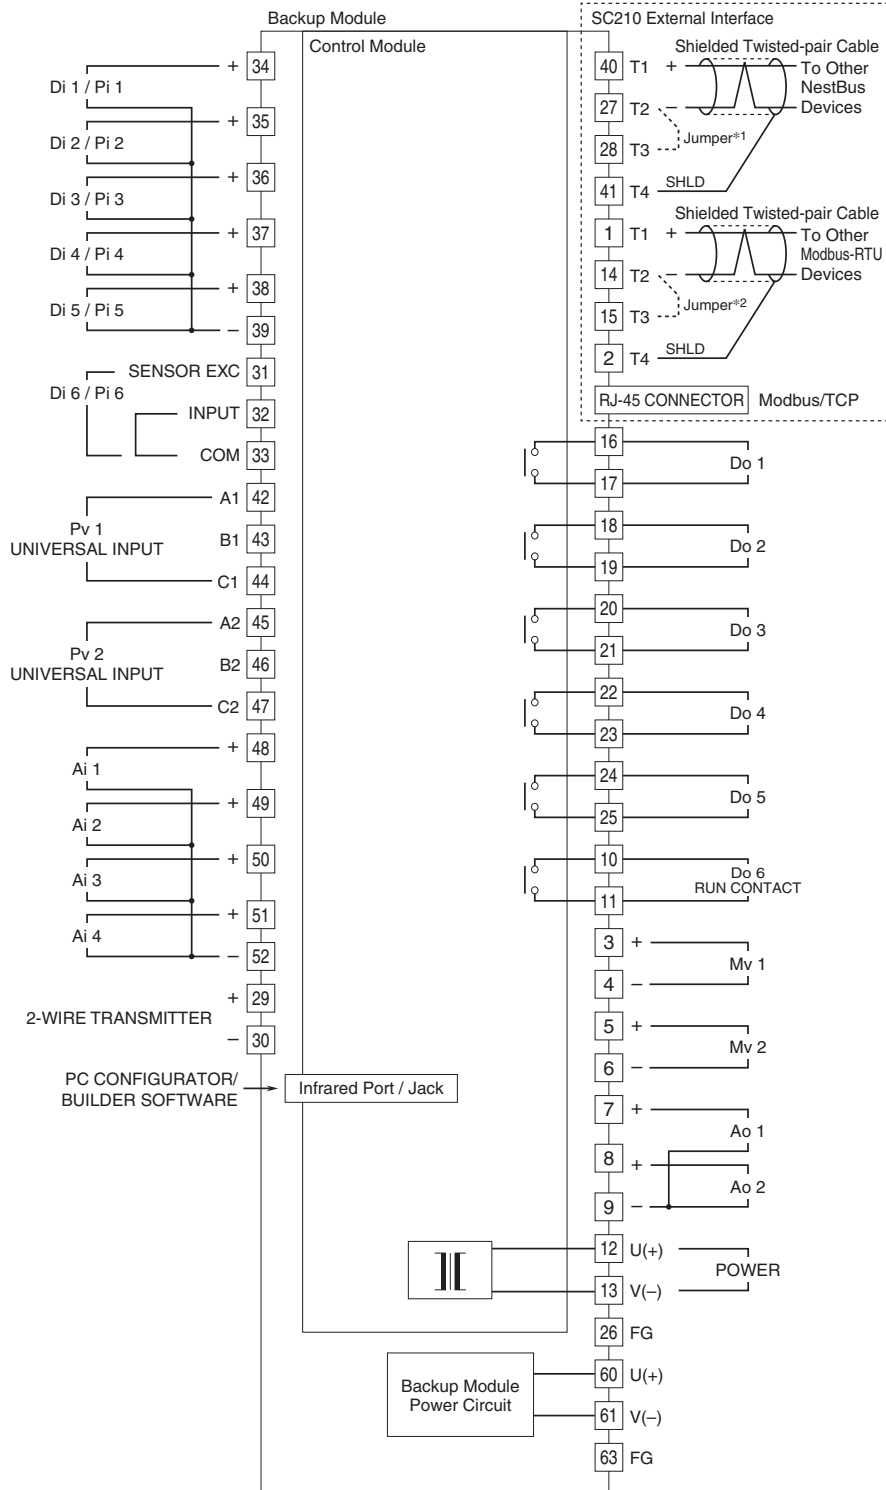 Backup Module
Control Module
SC210 External Interface
Di 1 / Pi 1
+ 34
Di 2 / Pi 2
+ 35
Di 3 / Pi 3
+ 36
Di 4 / Pi 4
+ 37
Di 5 / Pi 5
+ 38
– 39
Di 6 / Pi 6
SENSOR EXC 31
INPUT 32
COM 33
Pv 1
UNIVERSAL INPUT
A1 42
B1 43
C1 44
Pv 2
UNIVERSAL INPUT
A2 45
B2 46
C2 47
Ai 1
+ 48
Ai 2
+ 49
Ai 3
+ 50
Ai 4
+ 51
– 52
2-WIRE TRANSMITTER
+ 29
– 30
PC CONFIGURATOR/
BUILDER SOFTWARE
Infrared Port / Jack
Shielded Twisted-pair Cable
40 T1 +
27 T2 –
28 T3
41 T4 SHLD
Jumper*1
To Other
NestBus
Devices
Shielded Twisted-pair Cable
1 T1 +
14 T2 –
15 T3
2 T4 SHLD
Jumper*2
To Other
Modbus-RTU
Devices
RJ-45 CONNECTOR Modbus/TCP
16
17
Do 1
18
19
Do 2
20
21
Do 3
22
23
Do 4
24
25
Do 5
10
11
Do 6
RUN CONTACT
3 +
4 –
Mv 1
5 +
6 –
Mv 2
7 +
Ao 1
8 +
9 –
Ao 2
12 U(+)
13 V(–)
POWER
26 FG
Backup Module
Power Circuit
60 U(+)
61 V(–)
63 FG